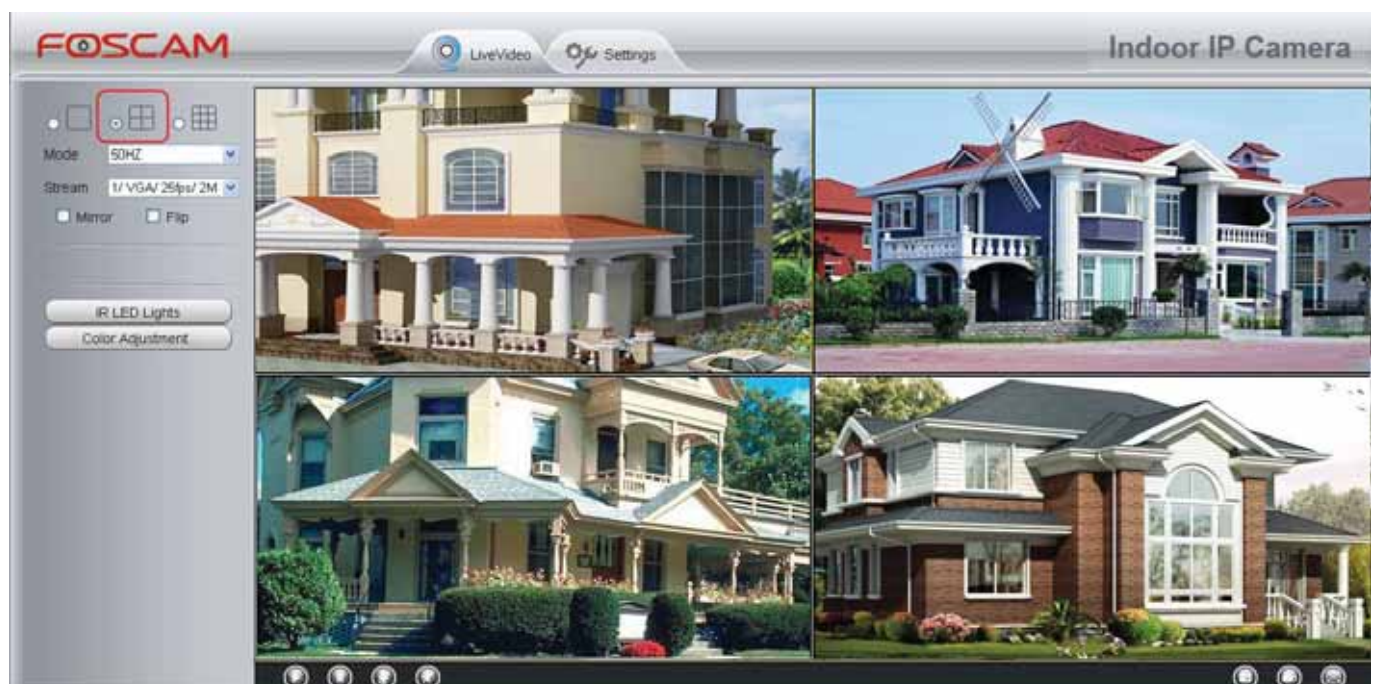 FOSCAM
LiveVideo
Settings
Indoor IP Camera
Mode 50HZ
Stream 1/ VGA/ 25fps/ 2M
Mirror Flip
IR LED Lights
Color Adjustment